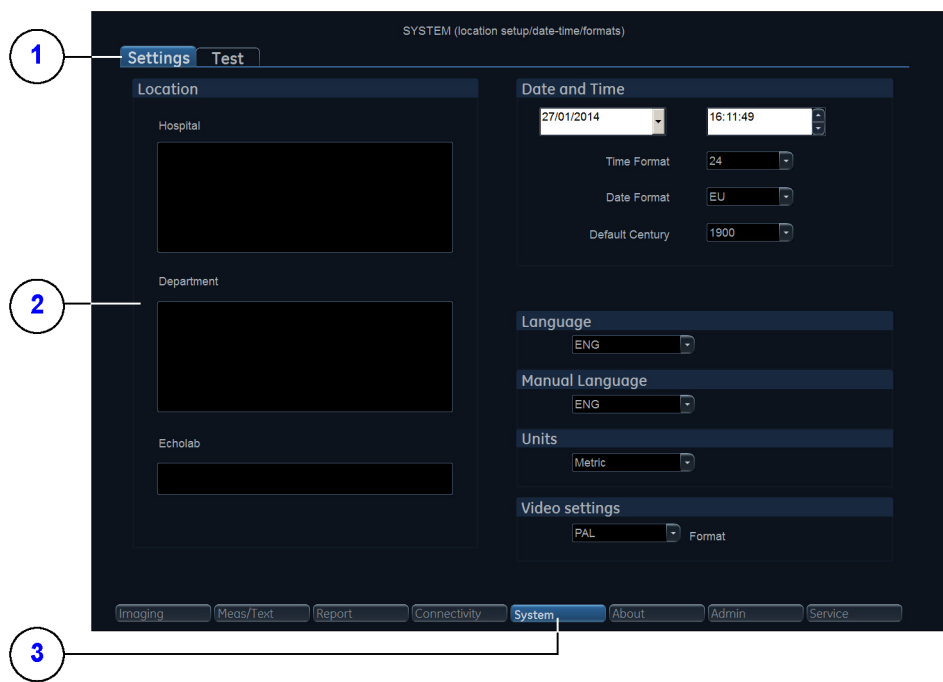 SYSTEM (location setup/date-time/formats)
1
Settings Test
Location
Hospital
2
Department
Echolab
Date and Time
27/01/2014 16:11:49
Time Format 24
Date Format EU
Default Century 1900
Language
ENG
Manual Language
ENG
Units
Metric
Video settings
PAL Format
Imaging Meas/Text Report Connectivity System About Admin Service
3